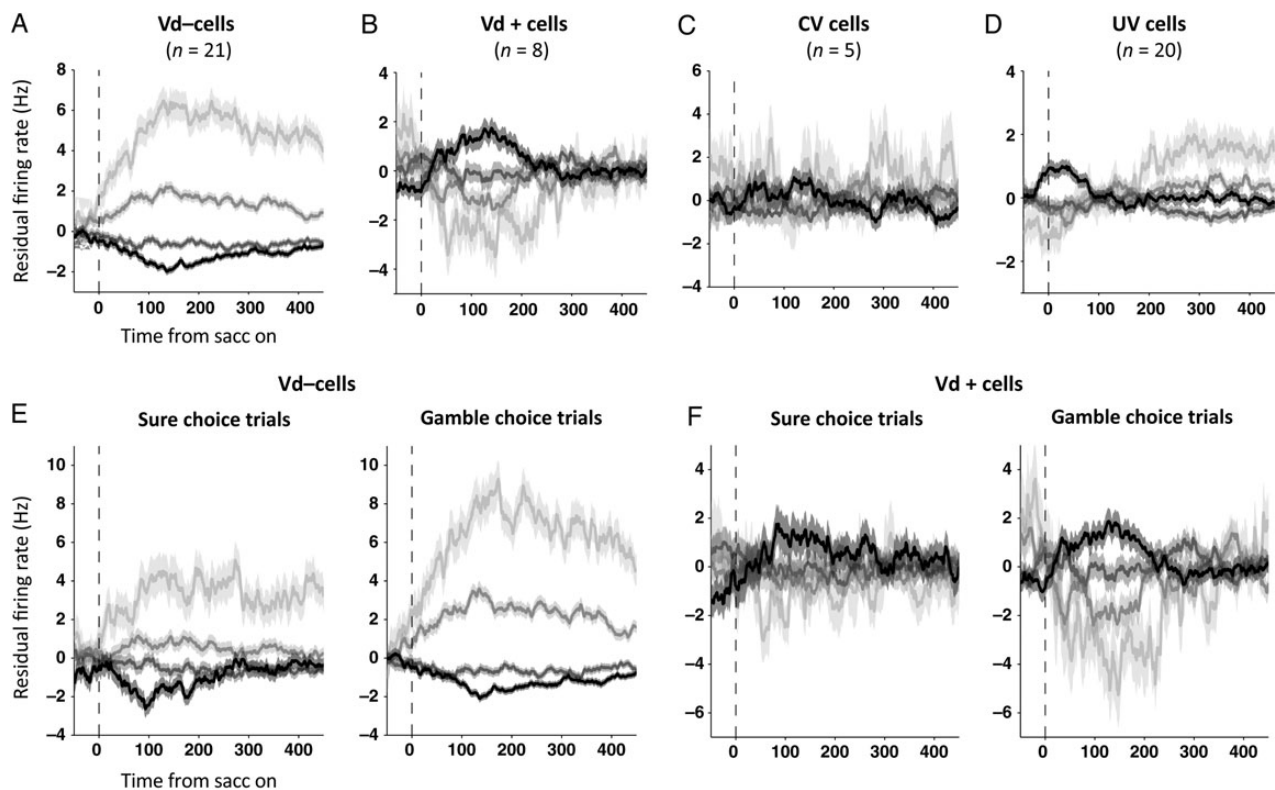 A
Vd–cells
(n = 21)
Residual firing rate (Hz)
8
6
4
2
0
−2
0 100 200 300 400
Time from sacc on
B
Vd + cells
(n = 8)
4
2
0
−2
−4
0 100 200 300 400
C
CV cells
(n = 5)
6
4
2
0
−2
−4
0 100 200 300 400
D
UV cells
(n = 20)
4
2
0
−2
0 100 200 300 400
E
Vd–cells
Sure choice trials
Residual firing rate (Hz)
10
8
6
4
2
0
−2
−4
0 100 200 300 400
Time from sacc on
Gamble choice trials
10
8
6
4
2
0
−2
−4
0 100 200 300 400
F
Vd + cells
Sure choice trials
4
2
0
−2
−4
−6
0 100 200 300 400
Gamble choice trials
4
2
0
−2
−4
−6
0 100 200 300 400